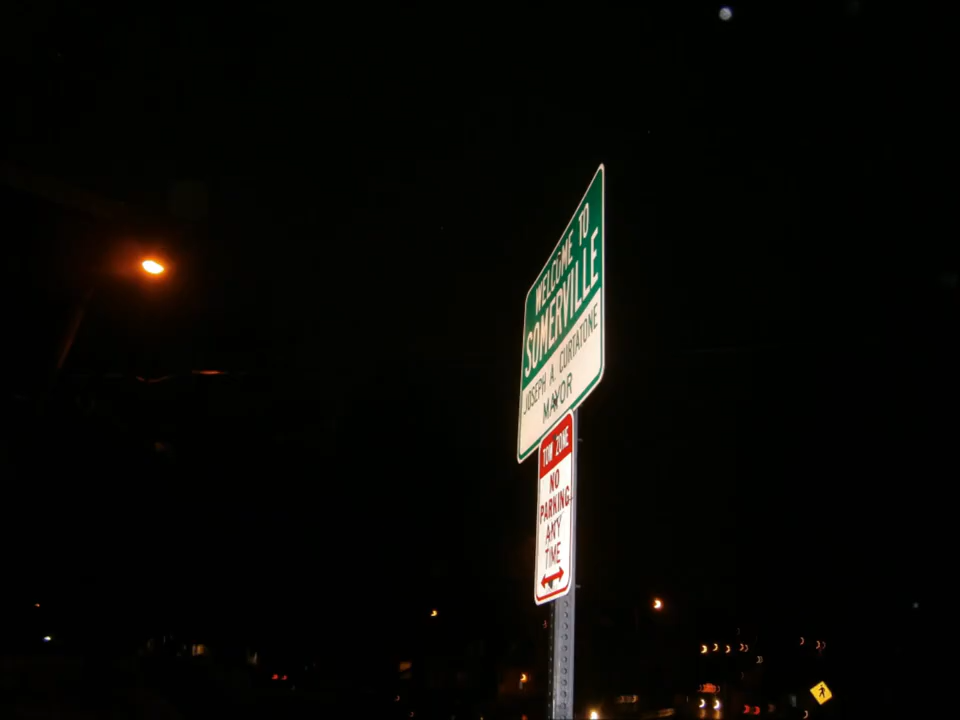 WELCOME TO
SOMERVILLE
JOSEPH A. CURTATONE
MAYOR
TOW ZONE
NO
PARKING
ANY
TIME